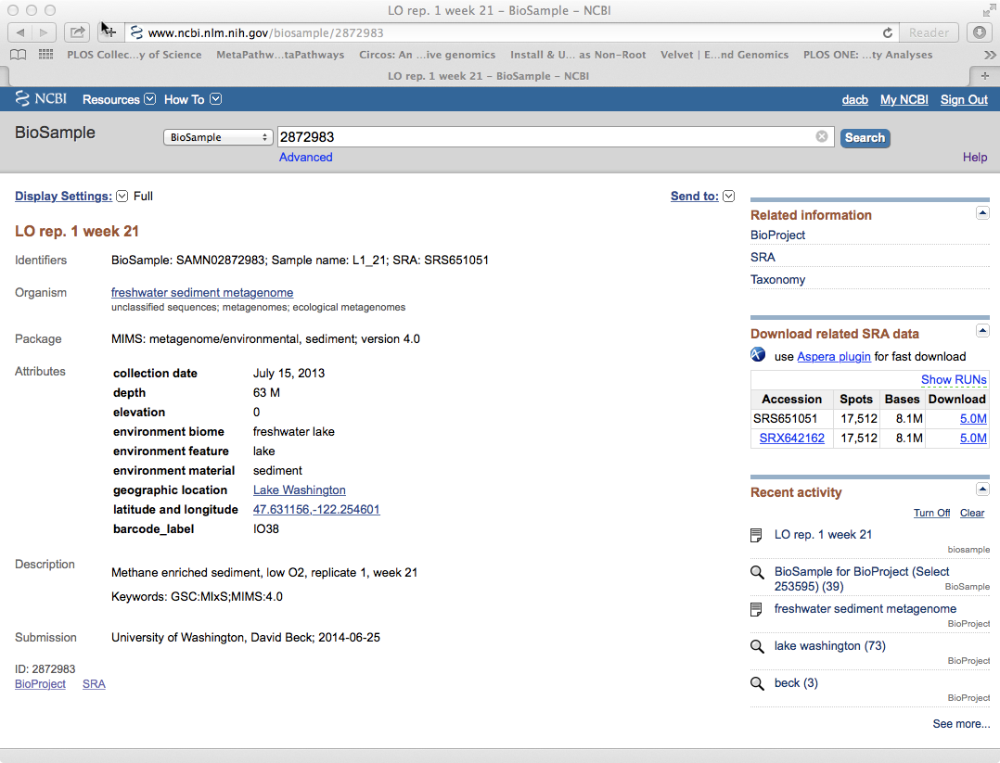 LO rep. 1 week 21 – BioSample – NCBI
www.ncbi.nlm.nih.gov/biosample/2872983
Reader
PLOS Collec...y of Science MetaPathw...taPathways Circos: An ...ive genomics Install & U... as Non-Root Velvet | E...nd Genomics PLOS ONE: ...ty Analyses
LO rep. 1 week 21 – BioSample – NCBI
NCBI Resources How To dacb My NCBI Sign Out
BioSample BioSample 2872983 Search
Advanced
Help
Display Settings: Full Send to:
LO rep. 1 week 21
Identifiers BioSample: SAMN02872983; Sample name: L1_21; SRA: SRS651051
Organism freshwater sediment metagenome
unclassified sequences; metagenomes; ecological metagenomes
Package MIMS: metagenome/environmental, sediment; version 4.0
Attributes
collection date July 15, 2013
depth 63 M
elevation 0
environment biome freshwater lake
environment feature lake
environment material sediment
geographic location Lake Washington
latitude and longitude 47.631156,-122.254601
barcode_label IO38
Description Methane enriched sediment, low O2, replicate 1, week 21
Keywords: GSC:MIxS;MIMS:4.0
Submission University of Washington, David Beck; 2014-06-25
ID: 2872983
BioProject SRA
Related information
BioProject
SRA
Taxonomy
Download related SRA data
use Aspera plugin for fast download
Show RUNs
Accession Spots Bases Download
SRS651051 17,512 8.1M 5.0M
SRX642162 17,512 8.1M 5.0M
Recent activity
Turn Off Clear
LO rep. 1 week 21
biosample
BioSample for BioProject (Select
253595) (39) BioSample
freshwater sediment metagenome
BioProject
lake washington (73)
BioProject
beck (3)
BioProject
See more...